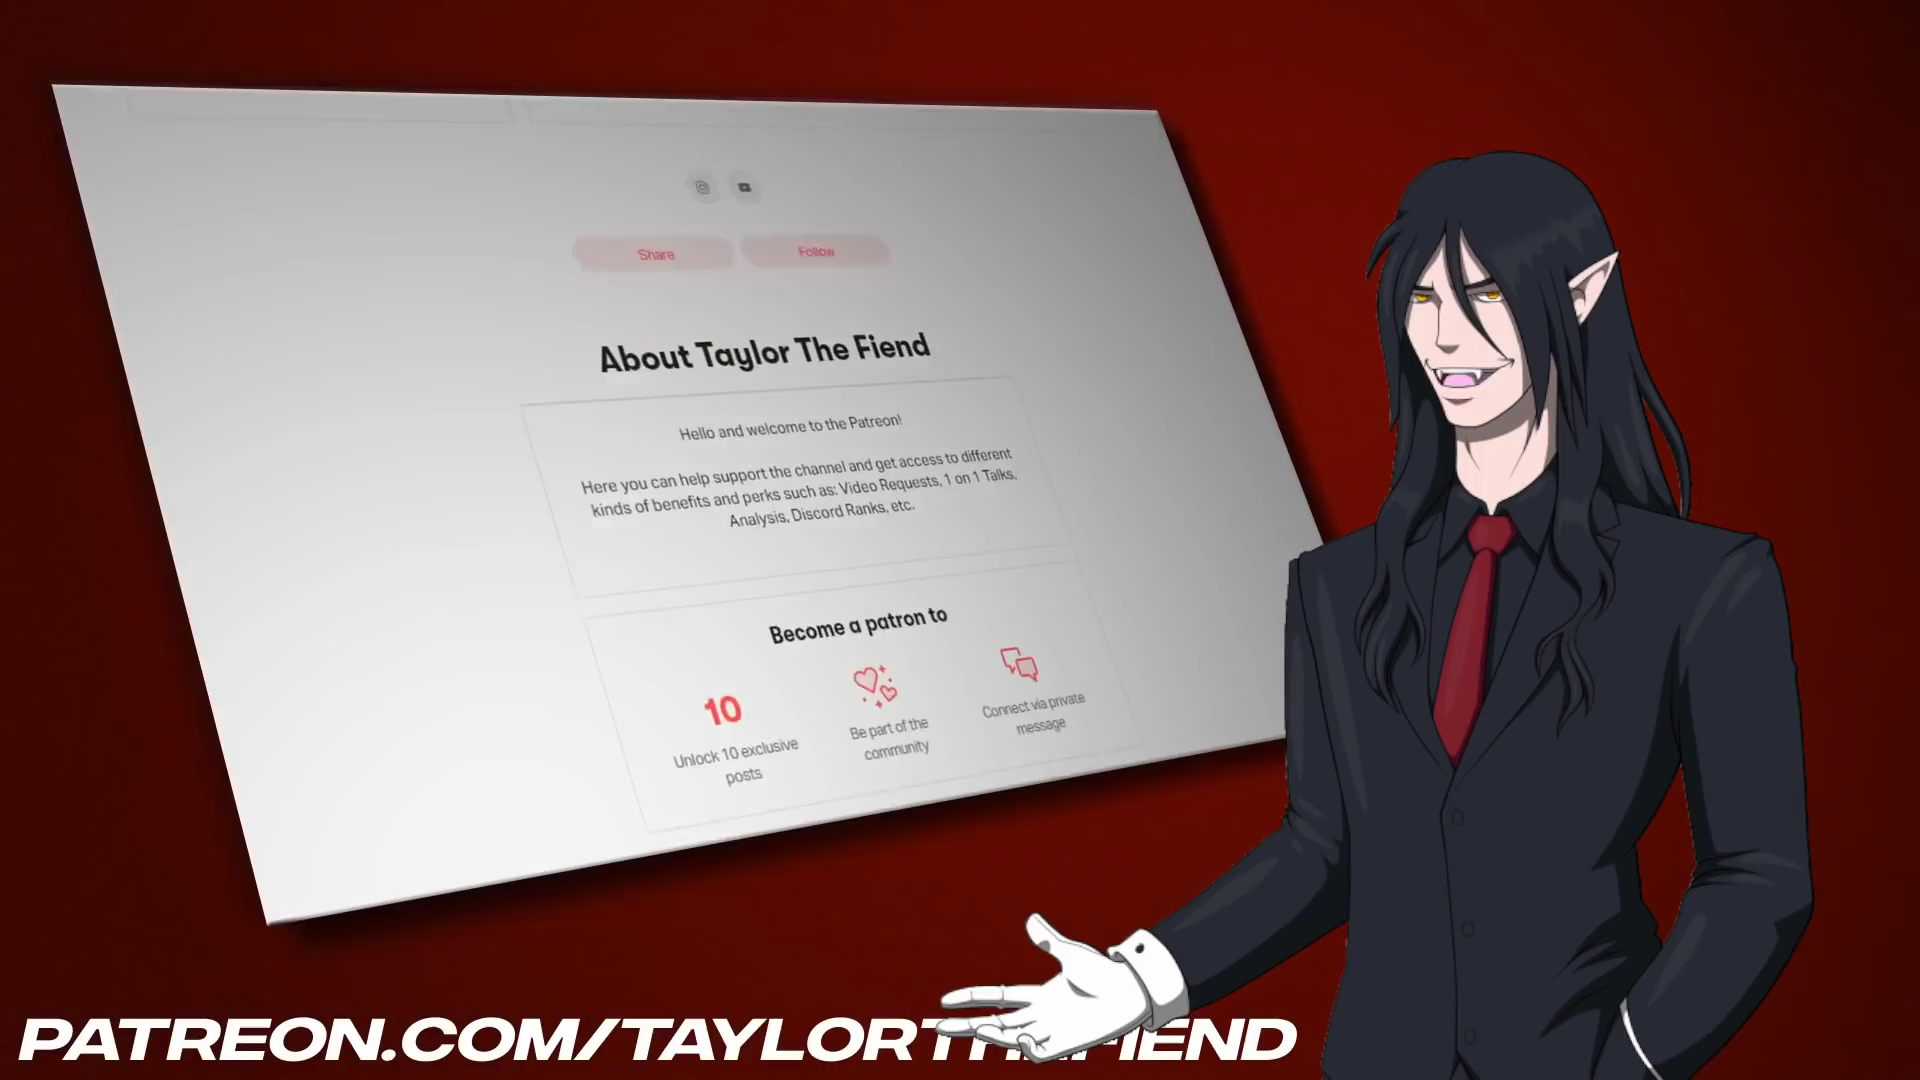 Share
Follow
About Taylor The Fiend
Hello and welcome to the Patreon!
Here you can help support the channel and get access to different
kinds of benefits and perks such as: Video Requests, 1 on 1 Talks,
Analysis, Discord Ranks, etc.
Become a patron to
10
Unlock 10 exclusive
posts
Be part of the
community
Connect via private
message
PATREON.COM/TAYLORTHEFIEND